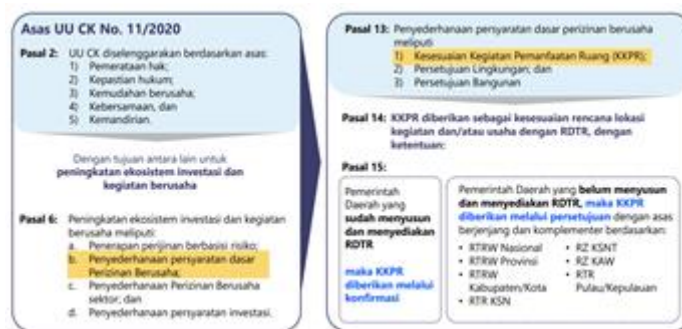 Asas UU CK No. 11/2020
Pasal 2: UU CK diselenggarakan berdasarkan asas:
1) Pemerataan hak;
2) Kepastian hukum;
3) Kemudahan berusaha;
4) Kebersamaan, dan
5) Kemandirian.
Dengan tujuan antara lain untuk
peningkatan ekosistem investasi dan
kegiatan berusaha
Pasal 6: Peningkatan ekosistem investasi dan kegiatan
berusaha meliputi:
a. Penerapan perijinan berbasis risiko;
b. Penyederhanaan persyaratan dasar
Perizinan Berusaha;
c. Penyederhanaan Perizinan Berusaha
sektor; dan
d. Penyederhanaan persyaratan investasi.
Pasal 13: Penyederhanaan persyaratan dasar perizinan berusaha
meliputi:
1) Kesesuaian Kegiatan Pemanfaatan Ruang (KKPR);
2) Persetujuan Lingkungan; dan
3) Persetujuan Bangunan
Pasal 14: KKPR diberikan sebagai kesesuaian rencana lokasi
kegiatan dan/atau usaha dengan RDTR, dengan
ketentuan:
Pasal 15:
Pemerintah
Daerah yang
sudah menyusun
dan menyediakan
RDTR
maka KKPR
diberikan melalui
konfirmasi
Pemerintah Daerah yang belum menyusun
dan menyediakan RDTR, maka KKPR
diberikan melalui persetujuan dengan asas
berjenjang dan komplementer berdasarkan:
• RTRW Nasional
• RTRW Provinsi
• RTRW
Kabupaten/Kota
• RTR KSN
• RZ KSNT
• RZ KAW
• RTR
Pulau/Kepulauan